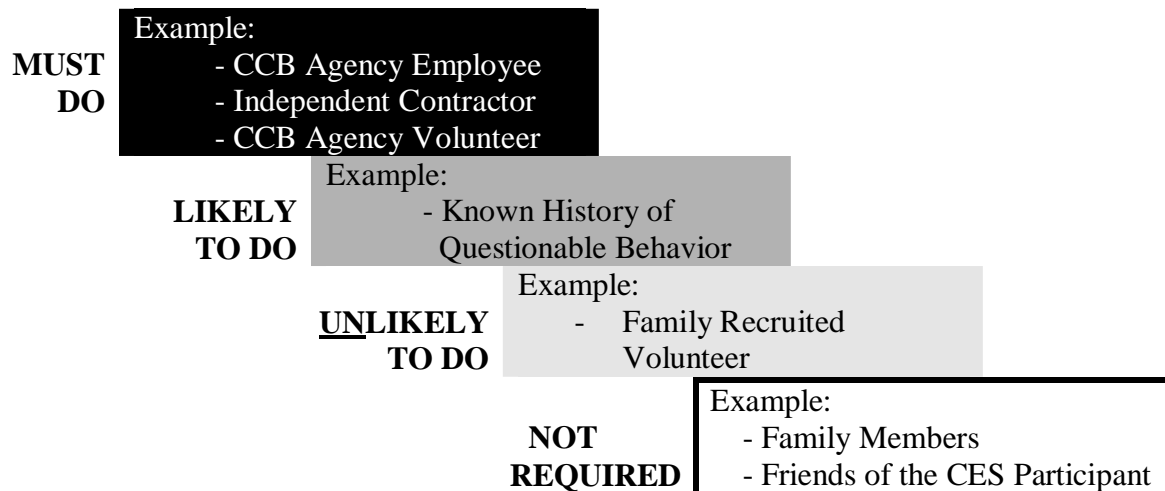 Example:
MUST
DO
- CCB Agency Employee
- Independent Contractor
- CCB Agency Volunteer
Example:
LIKELY
TO DO
- Known History of
Questionable Behavior
Example:
UNLIKELY
TO DO
- Family Recruited
Volunteer
Example:
NOT
REQUIRED
- Family Members
- Friends of the CES Participant